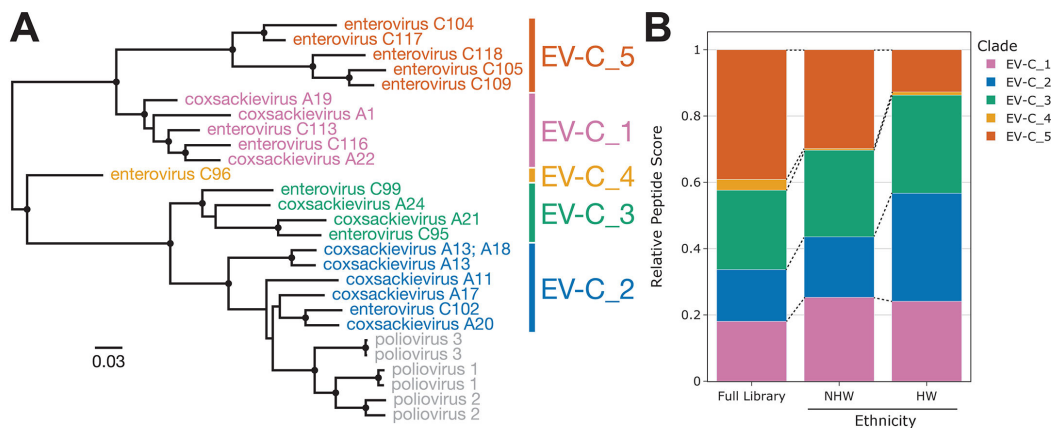 A
enterovirus C104
enterovirus C117
enterovirus C118
enterovirus C105
enterovirus C109
coxsackievirus A19
coxsackievirus A1
enterovirus C113
enterovirus C116
coxsackievirus A22
enterovirus C96
enterovirus C99
coxsackievirus A24
coxsackievirus A21
enterovirus C95
coxsackievirus A13; A18
coxsackievirus A13
coxsackievirus A11
coxsackievirus A17
enterovirus C102
coxsackievirus A20
poliovirus 3
poliovirus 3
poliovirus 1
poliovirus 1
poliovirus 2
poliovirus 2
0.03
EV-C_5
EV-C_1
EV-C_4
EV-C_3
EV-C_2
B
Relative Peptide Score
1
0.8
0.6
0.4
0.2
0
Full Library
NHW
HW
Ethnicity
Clade
EV-C_1
EV-C_2
EV-C_3
EV-C_4
EV-C_5